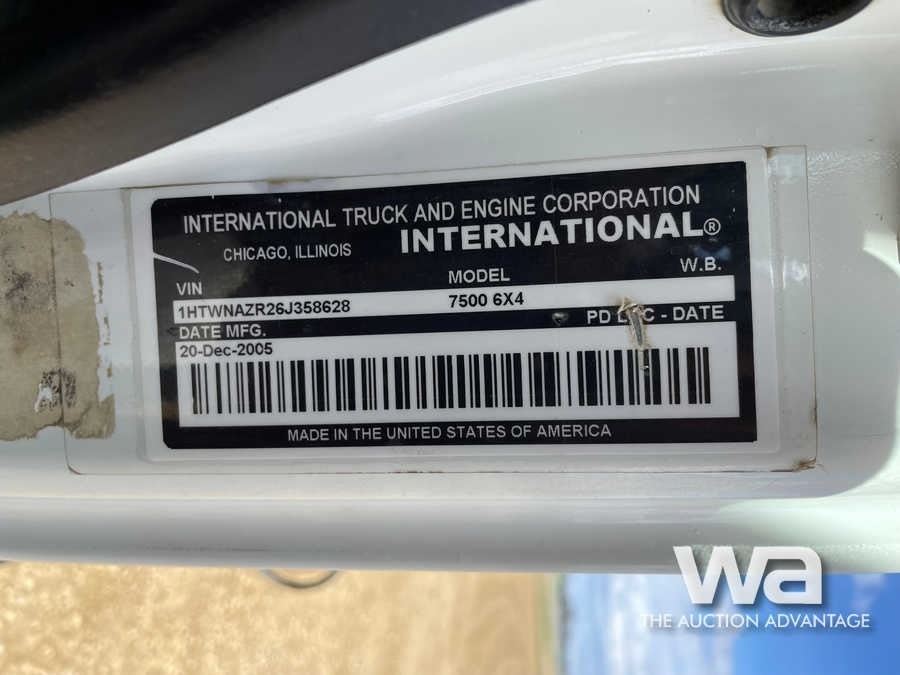 INTERNATIONAL TRUCK AND ENGINE CORPORATION
CHICAGO, ILLINOIS INTERNATIONAL®
VIN MODEL W.B.
1HTWNAZR26J358628 7500 6X4
DATE MFG. PD - DATE
20-Dec-2005
MADE IN THE UNITED STATES OF AMERICA
wa
THE AUCTION ADVANTAGE